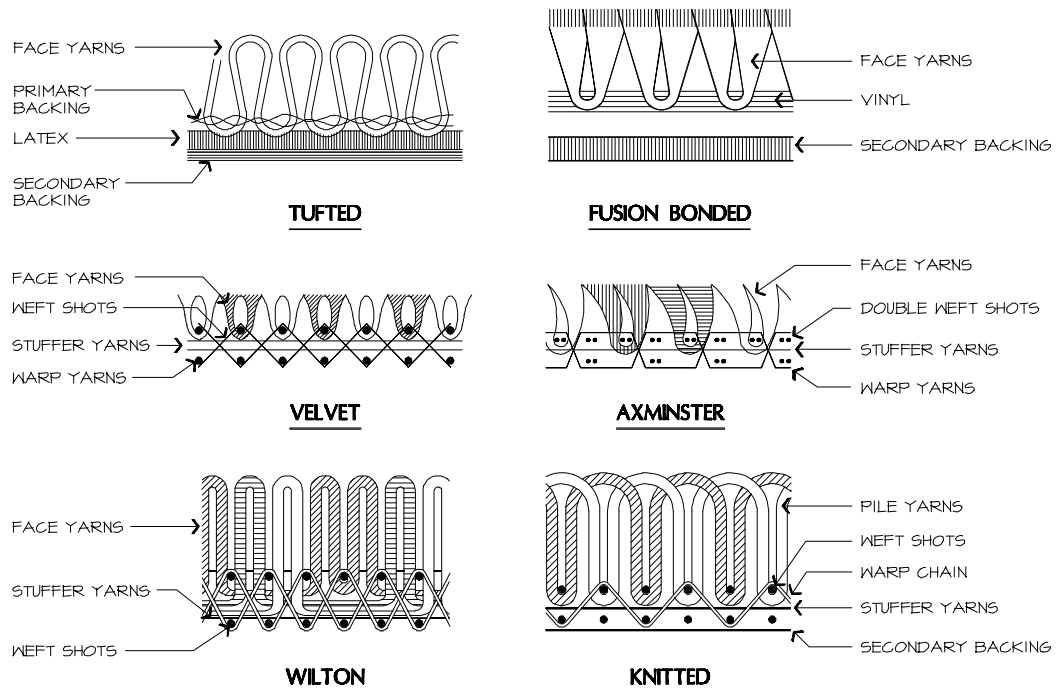 FACE YARNS
PRIMARY
BACKING
LATEX
SECONDARY
BACKING
TUFTED
FACE YARNS
VINYL
SECONDARY BACKING
FUSION BONDED
FACE YARNS
WEFT SHOTS
STUFFER YARNS
WARP YARNS
VELVET
FACE YARNS
DOUBLE WEFT SHOTS
STUFFER YARNS
WARP YARNS
AXMINSTER
FACE YARNS
STUFFER YARNS
WEFT SHOTS
WILTON
PILE YARNS
WEFT SHOTS
WARP CHAIN
STUFFER YARNS
SECONDARY BACKING
KNITTED